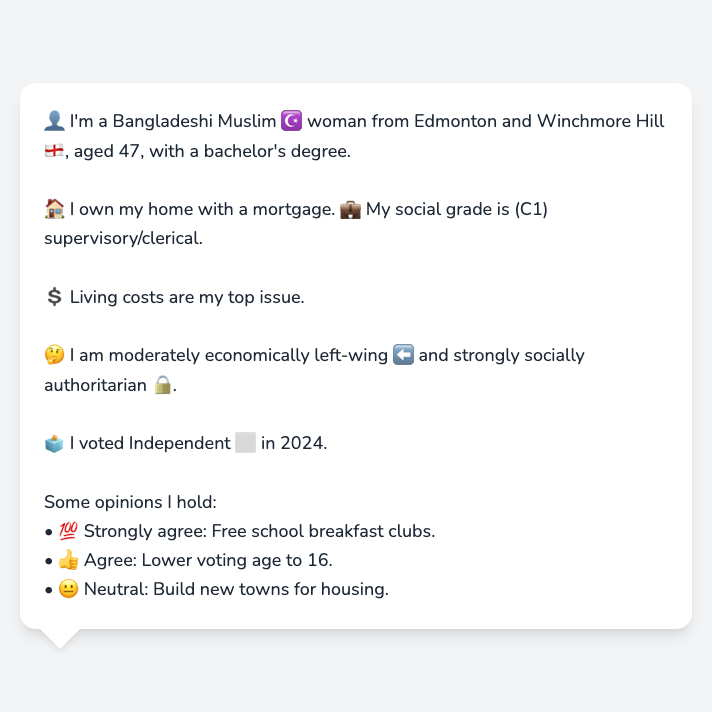 👤 I'm a Bangladeshi Muslim ☪️ woman from Edmonton and Winchmore Hill
🏴󠁧󠁢󠁥󠁮󠁧󠁿, aged 47, with a bachelor's degree.
🏠 I own my home with a mortgage. 💼 My social grade is (C1)
supervisory/clerical.
💲 Living costs are my top issue.
🤔 I am moderately economically left-wing ⬅️ and strongly socially
authoritarian 🔒.
🗳️ I voted Independent ⬜ in 2024.
Some opinions I hold:
• 💯 Strongly agree: Free school breakfast clubs.
• 👍 Agree: Lower voting age to 16.
• 😐 Neutral: Build new towns for housing.